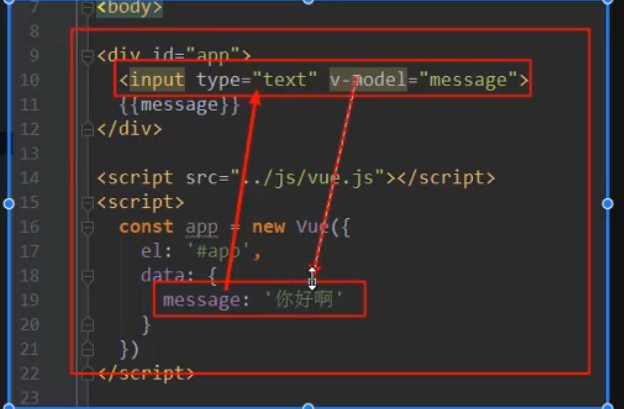 7 <body>
8
9 <div id="app">
10 <input type="text" v-model="message">
11 {{message}}
12 </div>
13
14 <script src="../js/vue.js"></script>
15 <script>
16 const app = new Vue({
17 el: '#app',
18 data: {
19 message: '你好啊'
20 }
21 })
22 </script>
23